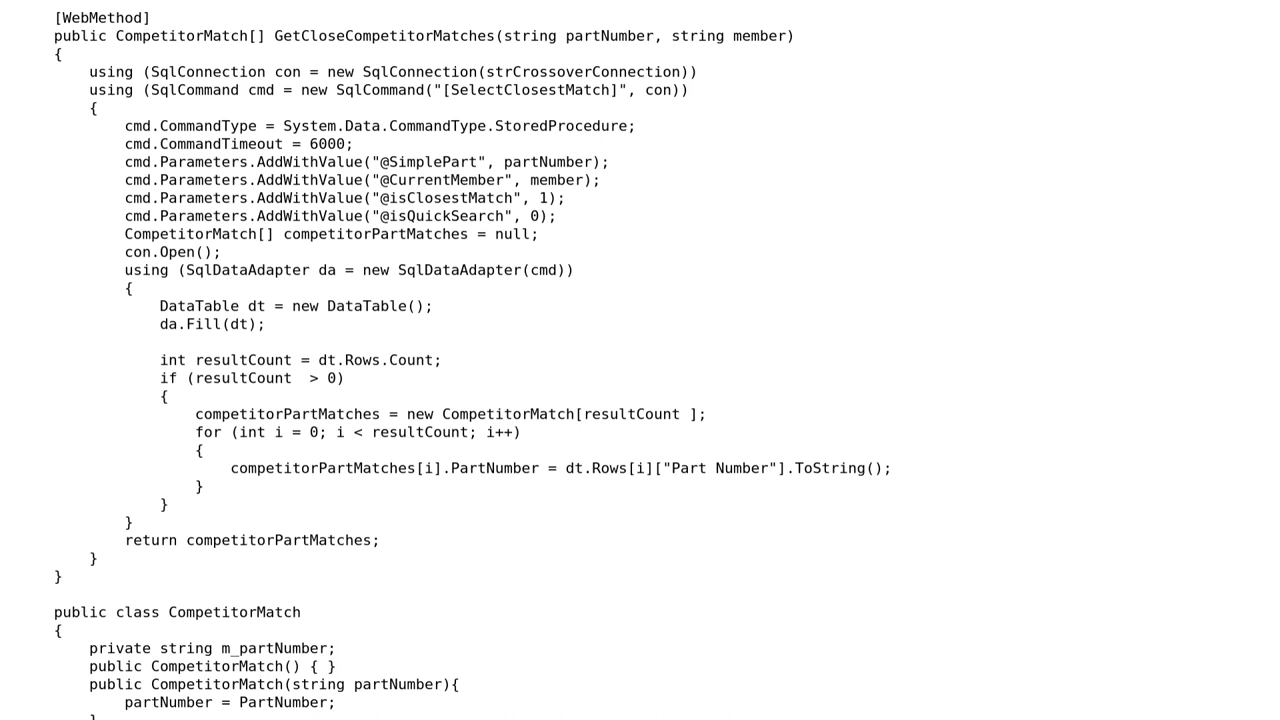 [WebMethod]
public CompetitorMatch[] GetCloseCompetitorMatches(string partNumber, string member)
{
    using (SqlConnection con = new SqlConnection(strCrossoverConnection))
    using (SqlCommand cmd = new SqlCommand("[SelectClosestMatch]", con))
    {
        cmd.CommandType = System.Data.CommandType.StoredProcedure;
        cmd.CommandTimeout = 6000;
        cmd.Parameters.AddWithValue("@SimplePart", partNumber);
        cmd.Parameters.AddWithValue("@CurrentMember", member);
        cmd.Parameters.AddWithValue("@isClosestMatch", 1);
        cmd.Parameters.AddWithValue("@isQuickSearch", 0);
        CompetitorMatch[] competitorPartMatches = null;
        con.Open();
        using (SqlDataAdapter da = new SqlDataAdapter(cmd))
        {
            DataTable dt = new DataTable();
            da.Fill(dt);

            int resultCount = dt.Rows.Count;
            if (resultCount  > 0)
            {
                competitorPartMatches = new CompetitorMatch[resultCount ];
                for (int i = 0; i < resultCount; i++)
                {
                    competitorPartMatches[i].PartNumber = dt.Rows[i]["Part Number"].ToString();
                }
            }
        }
        return competitorPartMatches;
    }
}

public class CompetitorMatch
{
    private string m_partNumber;
    public CompetitorMatch() { }
    public CompetitorMatch(string partNumber){
        partNumber = PartNumber;
    }